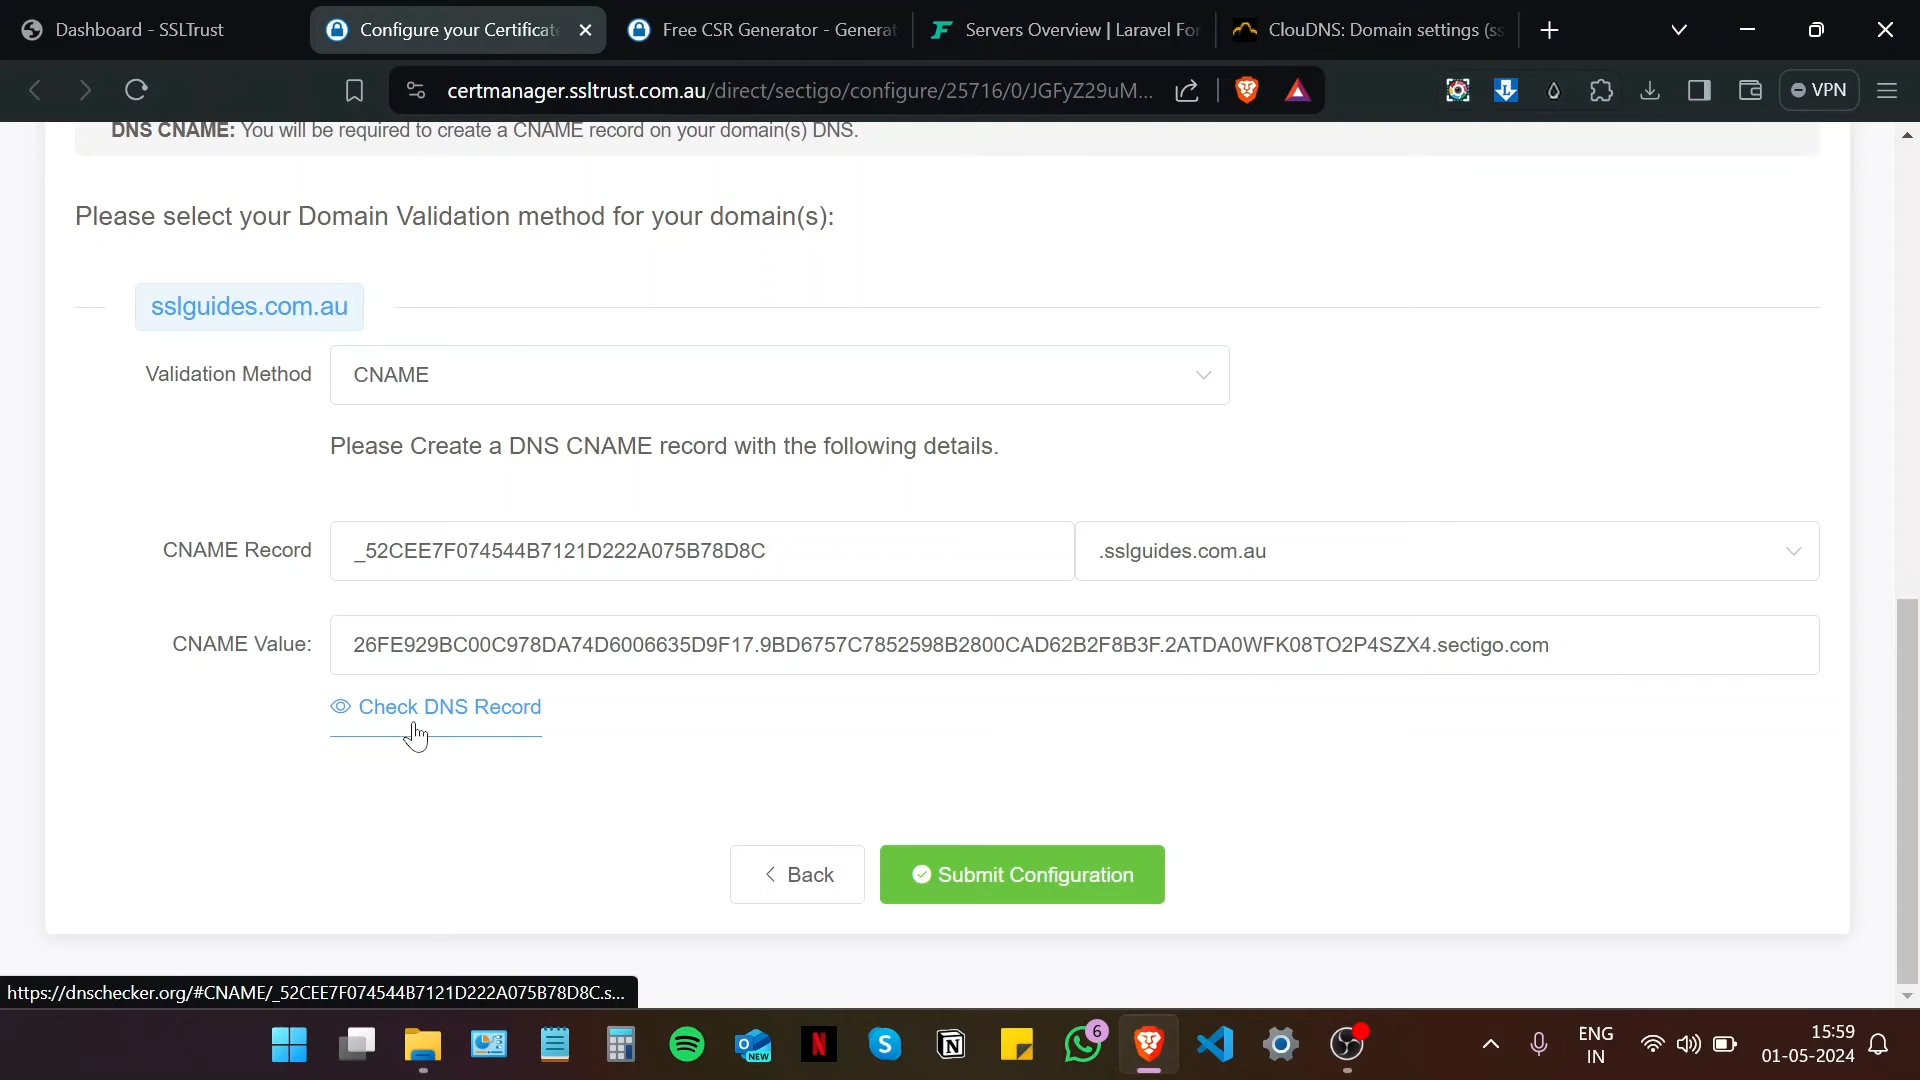 Dashboard - SSLTrust
Configure your Certificate
Free CSR Generator - Generat
Servers Overview | Laravel For
ClouDNS: Domain settings (ss
certmanager.ssltrust.com.au/direct/sectigo/configure/25716/0/JGFyZ29uM...
VPN
DNS CNAME: You will be required to create a CNAME record on your domain(s) DNS.
Please select your Domain Validation method for your domain(s):
sslguides.com.au
Validation Method
CNAME
Please Create a DNS CNAME record with the following details.
CNAME Record
_52CEE7F074544B7121D222A075B78D8C
.sslguides.com.au
CNAME Value:
26FE929BC00C978DA74D6006635D9F17.9BD6757C7852598B2800CAD62B2F8B3F.2ATDA0WFK08TO2P4SZX4.sectigo.com
Check DNS Record
Back
Submit Configuration
https://dnschecker.org/#CNAME/_52CEE7F074544B7121D222A075B78D8C.s...
NEW
6
ENG
IN
15:59
01-05-2024